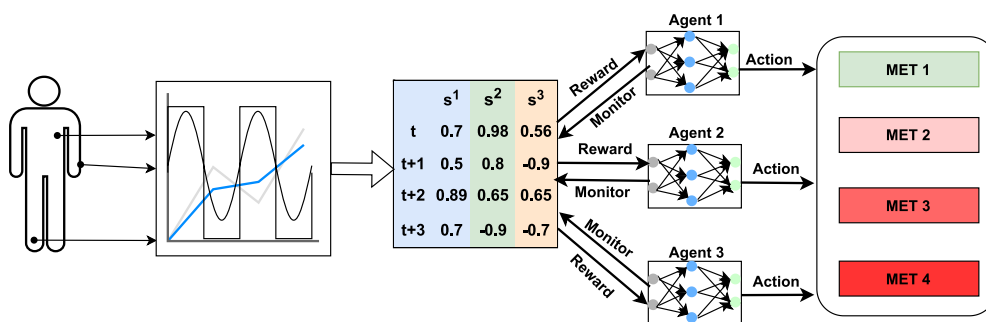 s1 s2 s3
t 0.7 0.98 0.56
t+1 0.5 0.8 -0.9
t+2 0.89 0.65 0.65
t+3 0.7 -0.9 -0.7
Agent 1
Reward
Monitor
Action
Agent 2
Reward
Monitor
Action
Agent 3
Monitor
Reward
Action
MET 1
MET 2
MET 3
MET 4